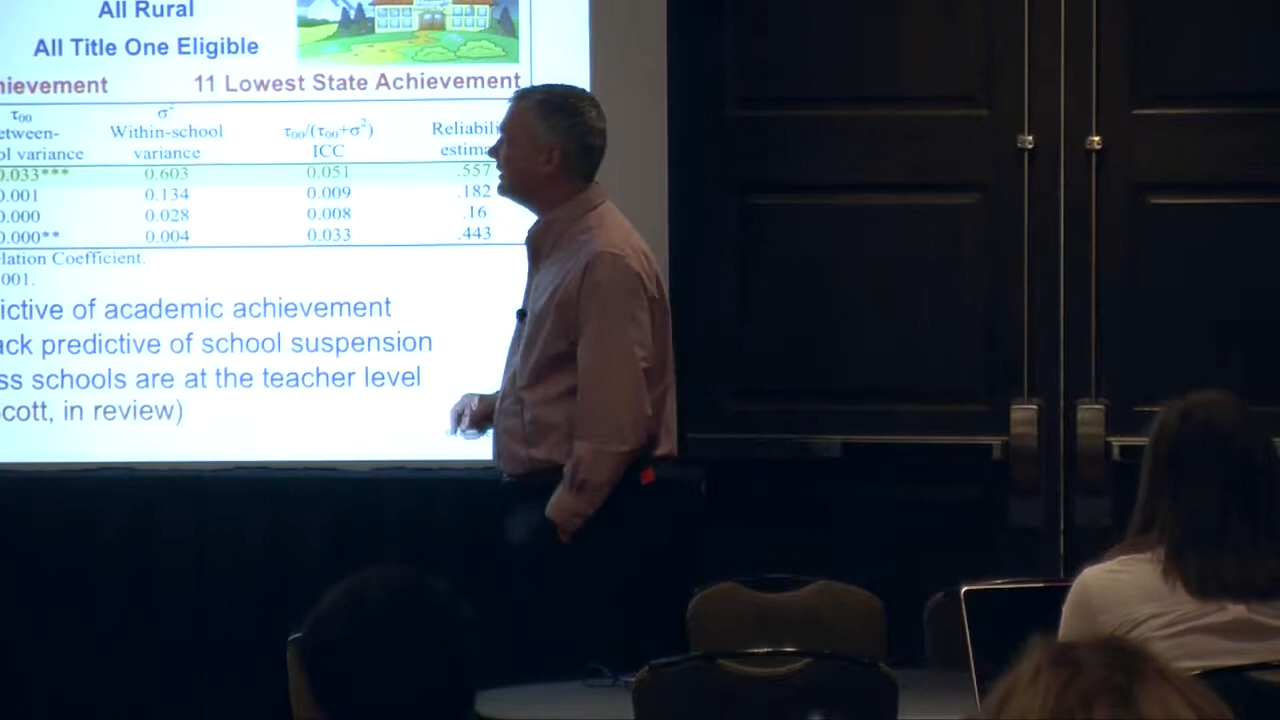 All Rural
All Title One Eligible
hievement 11 Lowest State Achievement
τ00 σ2 τ00/(τ00+σ2) Reliabili
etween- Within-school ICC estima
ol variance variance
0.033*** 0.603 0.051 .557
0.001 0.134 0.009 .182
0.000 0.028 0.008 .16
0.000** 0.004 0.033 .443
elation Coefficient.
001.
ictive of academic achievement
ack predictive of school suspension
ss schools are at the teacher level
cott, in review)